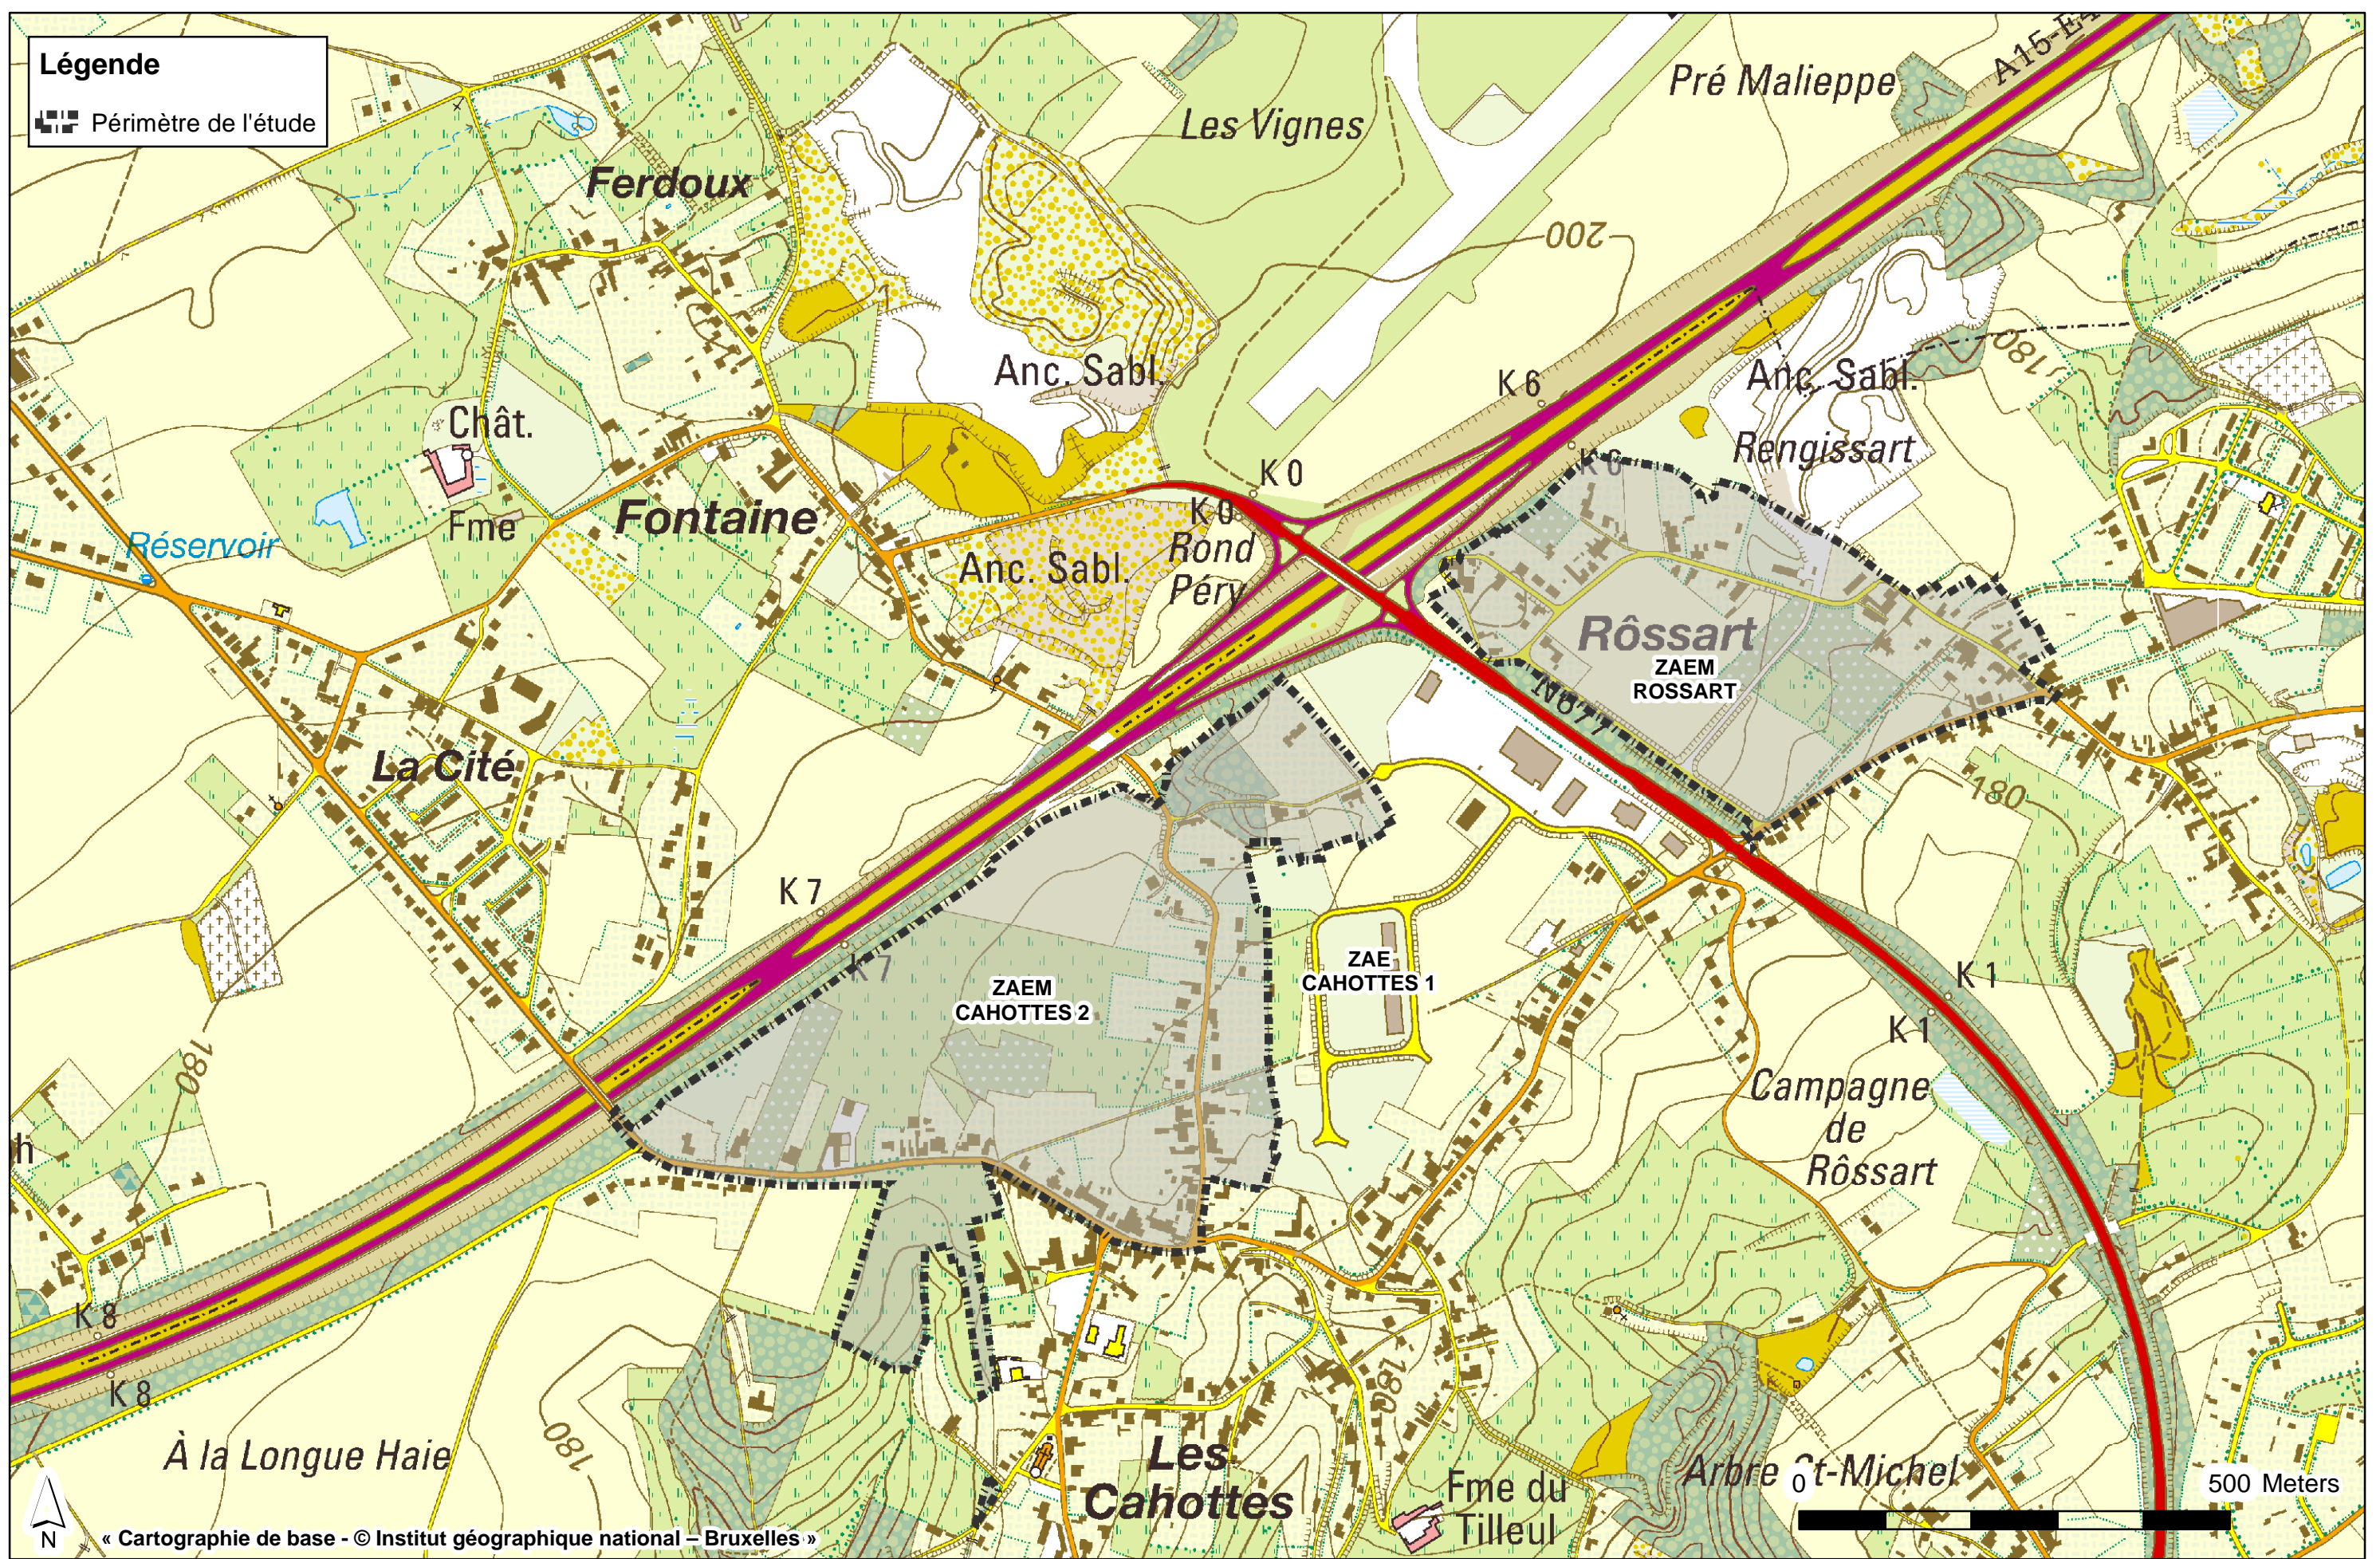 Légende
Périmètre de l'étude
A15-E4
Pré Malieppe
Les Vignes
Ferdoux
200
Anc. Sabl.
K 6
Anc. Sabl.
180
Chât.
Rengissart
K 6
K 0
Fme
Fontaine
K 0
Réservoir
Rond
Péry
Anc. Sabl.
Rôssart
ZAEM
ROSSART
N677
La Cité
180
K 7
K 7
ZAE
CAHOTTES 1
ZAEM
CAHOTTES 2
K 1
K 1
180
Campagne
de
Rôssart
h
K 8
K 8
180
180
À la Longue Haie
Les
Cahottes
Fme du
Tilleul
Arbre St-Michel
0
500 Meters
N
« Cartographie de base - © Institut géographique national – Bruxelles »